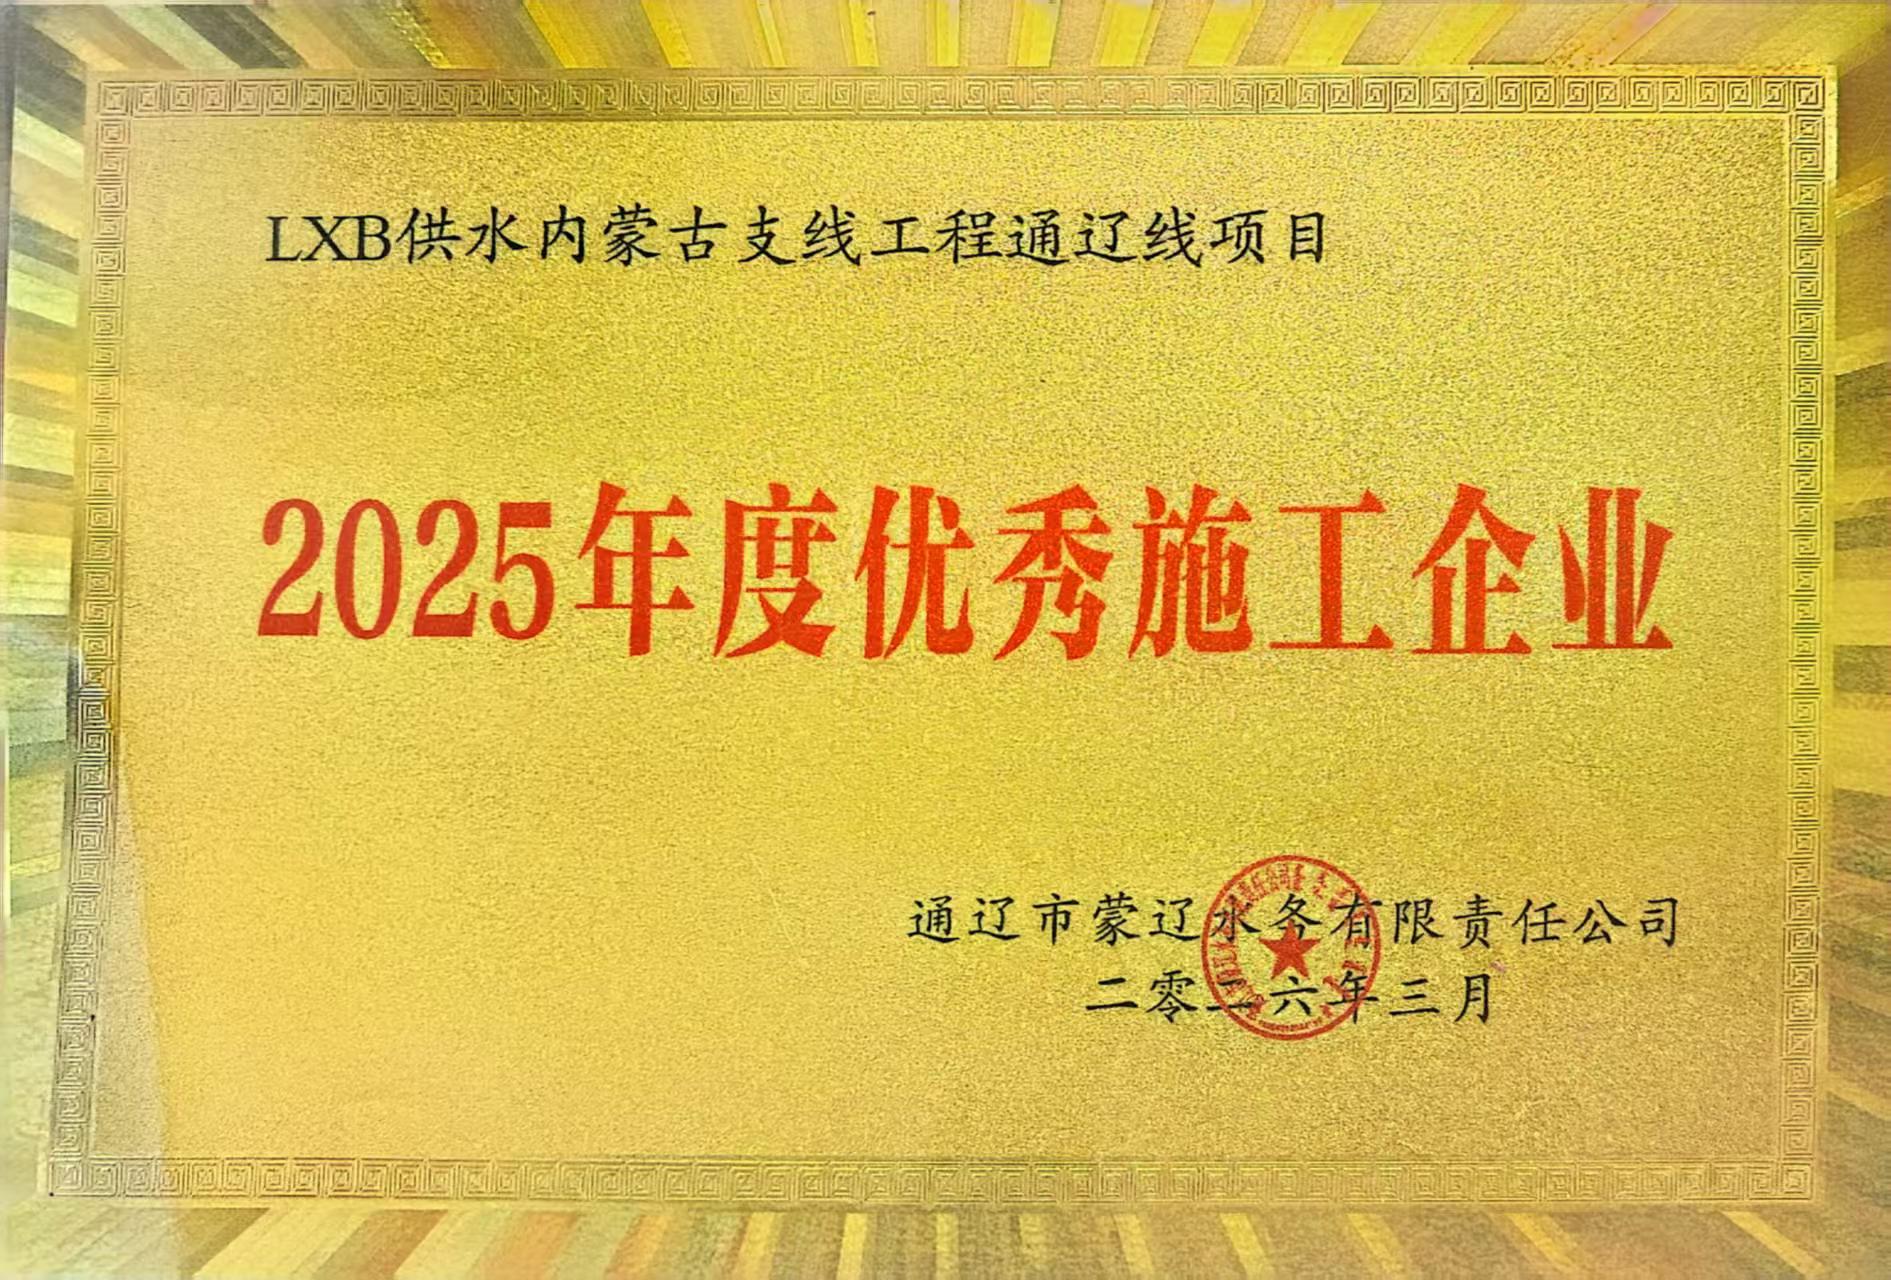 LXB供水内蒙古支线工程通辽线项目
2025年度优秀施工企业
通辽市蒙辽水务有限责任公司
二零二六年三月